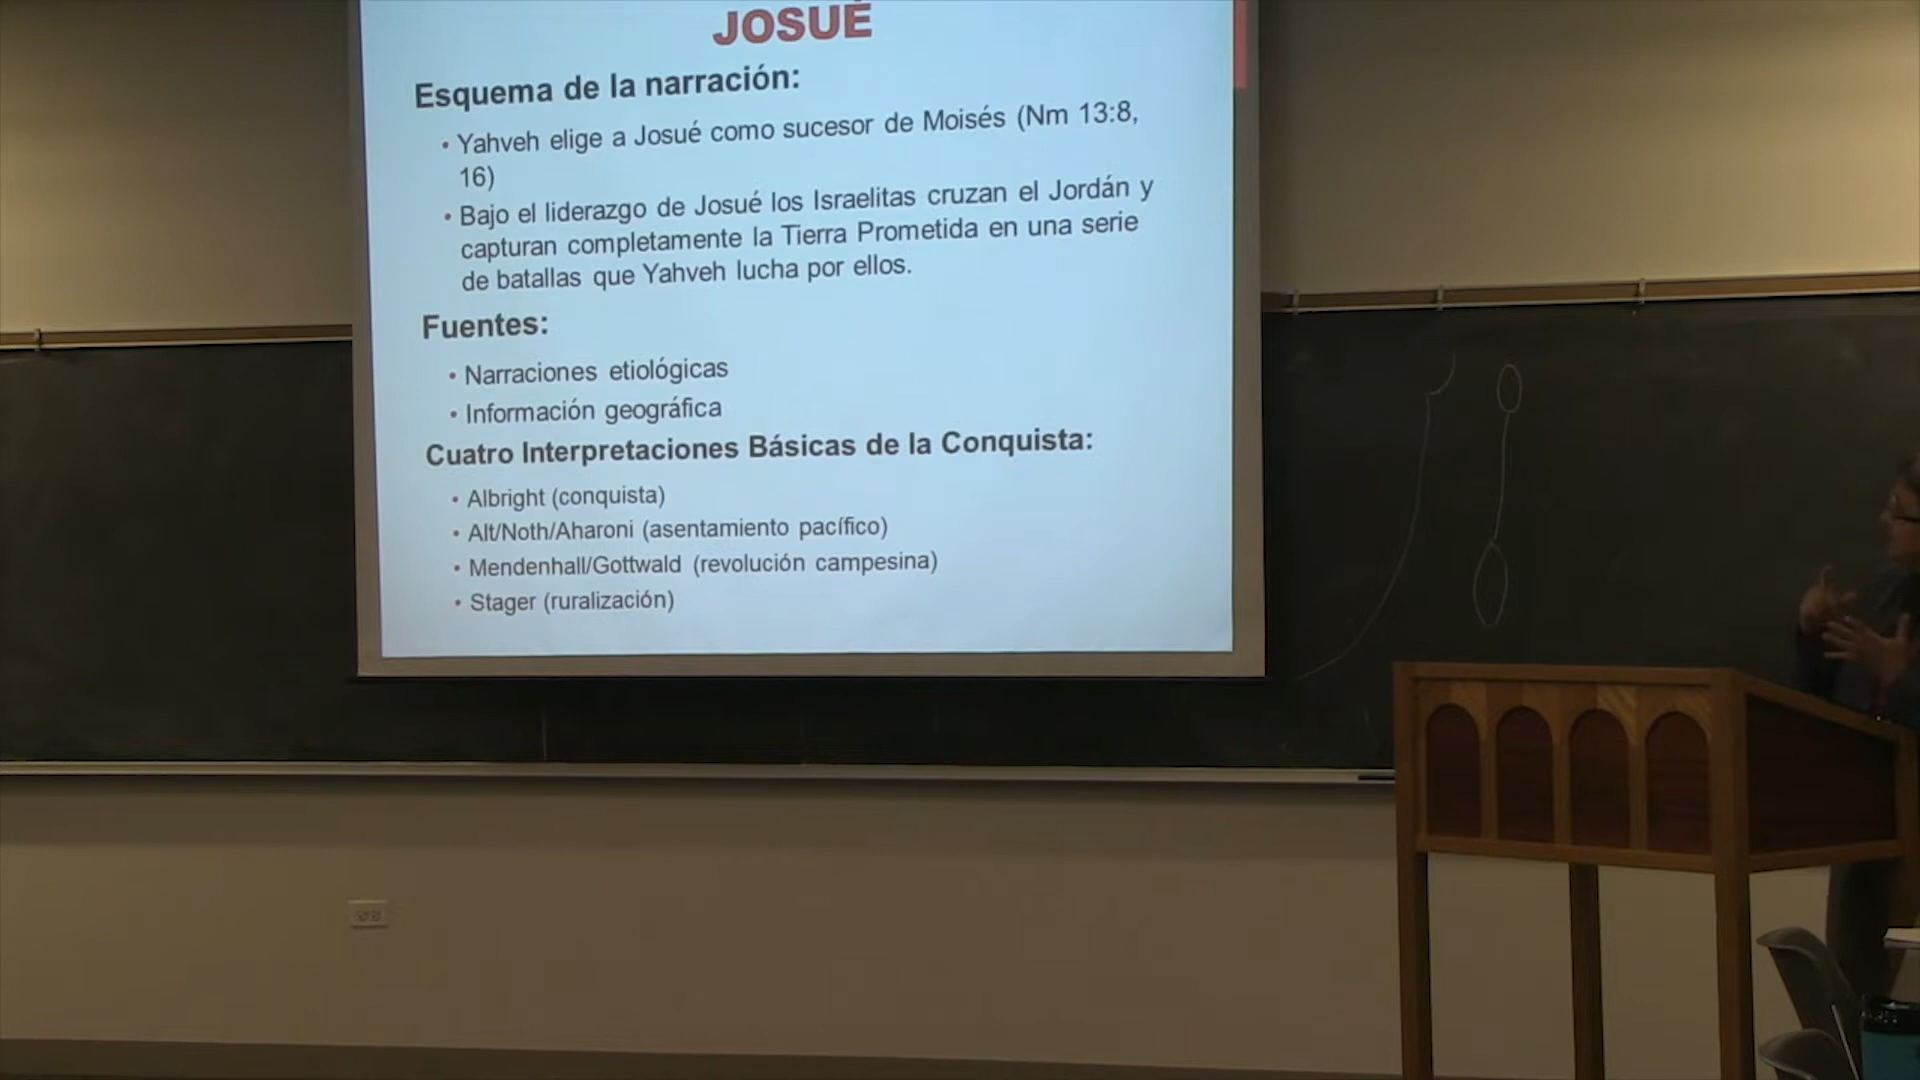 JOSUÉ
Esquema de la narración:
• Yahveh elige a Josué como sucesor de Moisés (Nm 13:8,
16)
• Bajo el liderazgo de Josué los Israelitas cruzan el Jordán y
capturan completamente la Tierra Prometida en una serie
de batallas que Yahveh lucha por ellos.
Fuentes:
• Narraciones etiológicas
• Información geográfica
Cuatro Interpretaciones Básicas de la Conquista:
• Albright (conquista)
• Alt/Noth/Aharoni (asentamiento pacífico)
• Mendenhall/Gottwald (revolución campesina)
• Stager (ruralización)